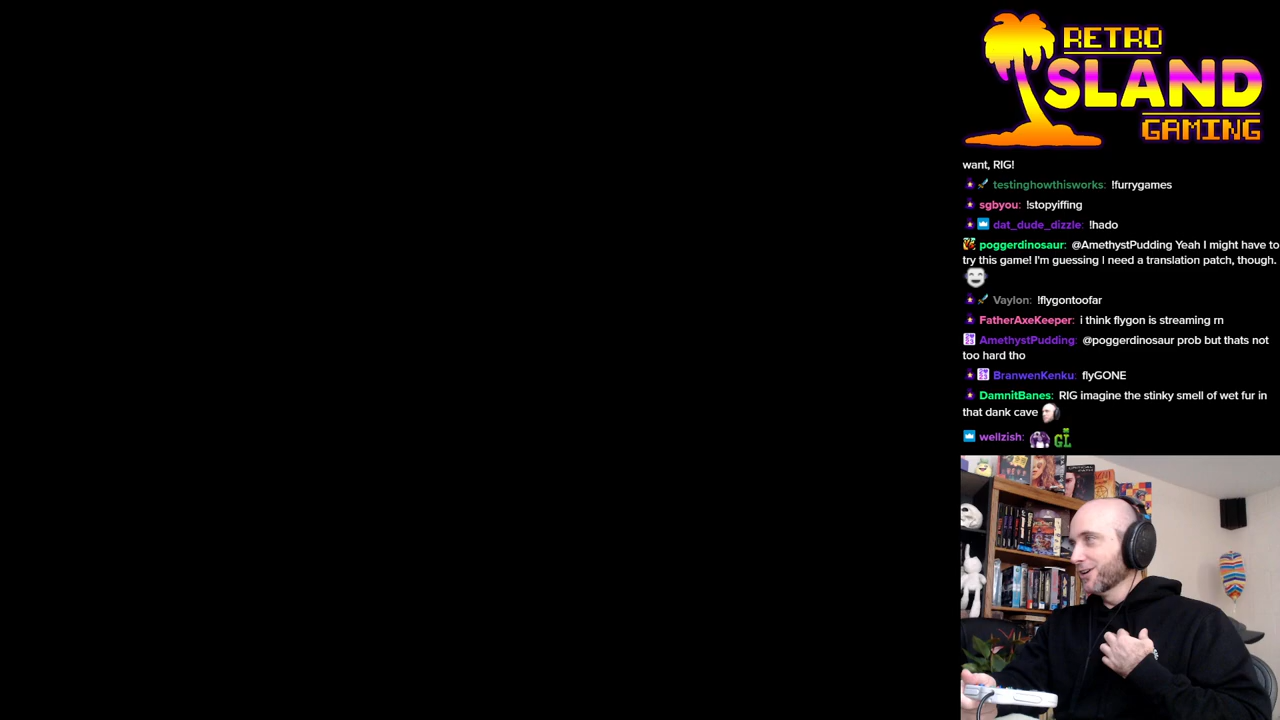 RETRO
ISLAND
GAMING
want, RIG!
testinghowthisworks: !furrygames
sgbyou: !stopyiffing
dat_dude_dizzle: !hado
poggerdinosaur: @AmethystPudding Yeah I might have to
try this game! I'm guessing I need a translation patch, though.
Vaylon: !flygontoofar
FatherAxeKeeper: i think flygon is streaming rn
AmethystPudding: @poggerdinosaur prob but thats not
too hard tho
BranwenKenku: flyGONE
DamnitBanes: RIG imagine the stinky smell of wet fur in
that dank cave
wellzish: GL